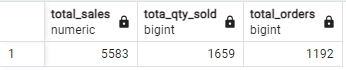 total_sales tota_qty_sold total_orders
numeric bigint bigint
1 5583 1659 1192